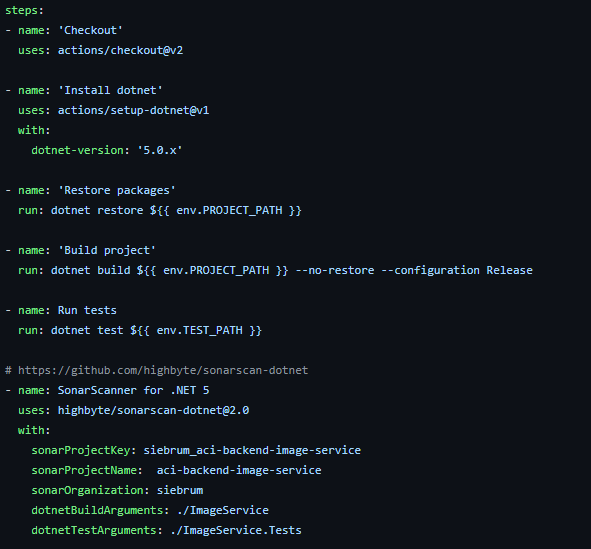 steps:
- name: 'Checkout'
  uses: actions/checkout@v2
- name: 'Install dotnet'
  uses: actions/setup-dotnet@v1
  with:
    dotnet-version: '5.0.x'
- name: 'Restore packages'
  run: dotnet restore ${{ env.PROJECT_PATH }}
- name: 'Build project'
  run: dotnet build ${{ env.PROJECT_PATH }} --no-restore --configuration Release
- name: Run tests
  run: dotnet test ${{ env.TEST_PATH }}
# https://github.com/highbyte/sonarscan-dotnet
- name: SonarScanner for .NET 5
  uses: highbyte/sonarscan-dotnet@2.0
  with:
    sonarProjectKey: siebrum_aci-backend-image-service
    sonarProjectName:  aci-backend-image-service
    sonarOrganization: siebrum
    dotnetBuildArguments: ./ImageService
    dotnetTestArguments: ./ImageService.Tests